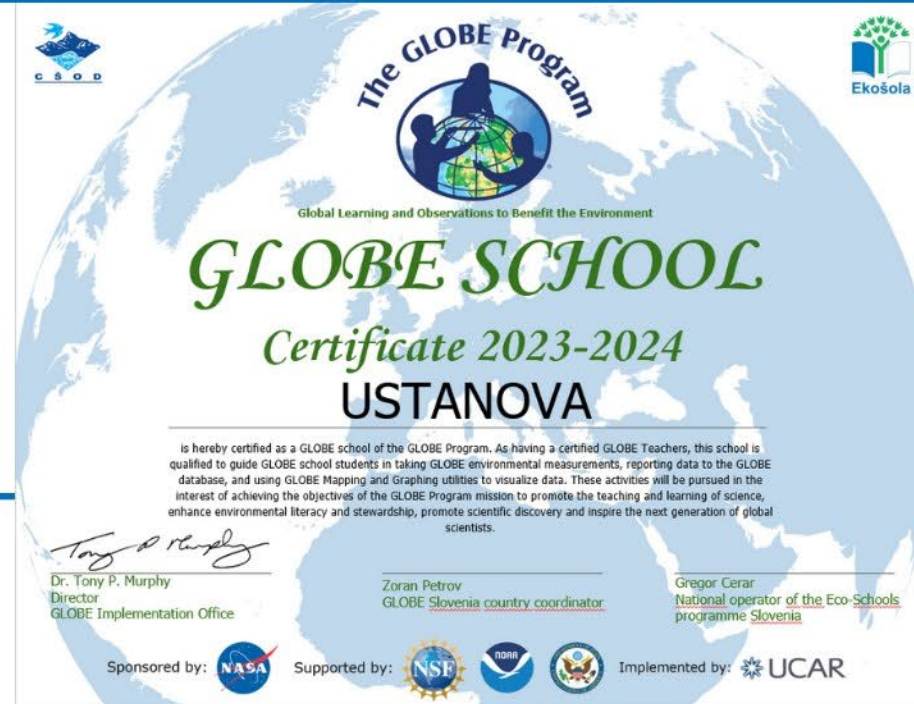 CŠOD
The GLOBE Program
Ekošola
Global Learning and Observations to Benefit the Environment
GLOBE SCHOOL
Certificate 2023-2024
USTANOVA
is hereby certified as a GLOBE school of the GLOBE Program. As having a certified GLOBE Teachers, this school is
qualified to guide GLOBE school students in taking GLOBE environmental measurements, reporting data to the GLOBE
database, and using GLOBE Mapping and Graphing utilities to visualize data. These activities will be pursued in the
interest of achieving the objectives of the GLOBE Program mission to promote the teaching and learning of science,
enhance environmental literacy and stewardship, promote scientific discovery and inspire the next generation of global
scientists.
Tony P Murphy
Dr. Tony P. Murphy
Director
GLOBE Implementation Office
Zoran Petrov
GLOBE Slovenia country coordinator
Gregor Cerar
National operator of the Eco-Schools
programme Slovenia
Sponsored by: NASA Supported by: NSF NOAA Implemented by: UCAR